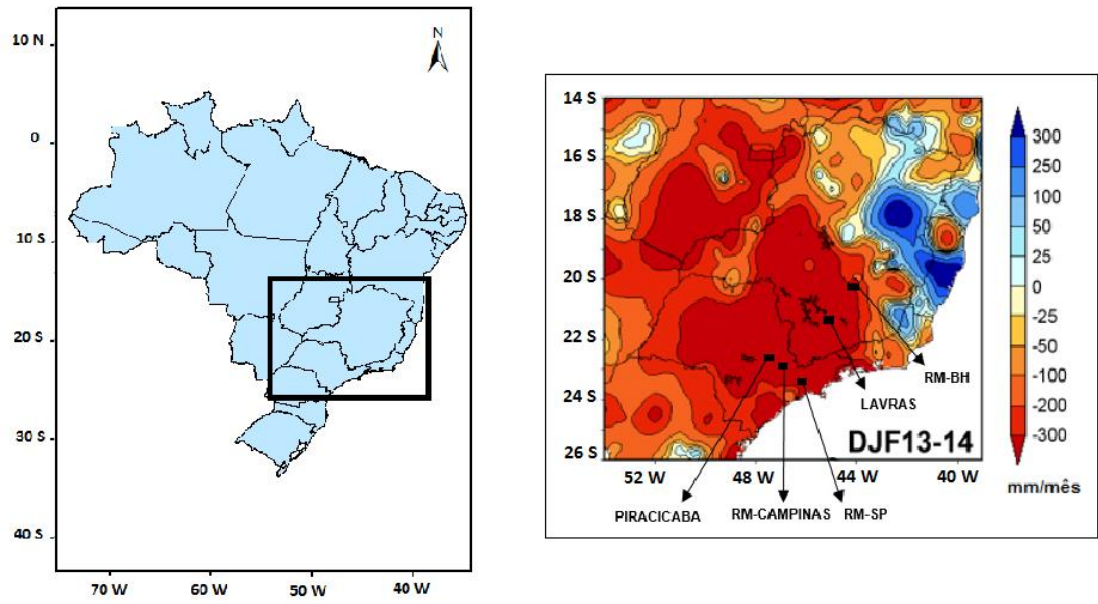 N
10 N
0
10 S
20 S
30 S
40 S
70 W
60 W
50 W
40 W
14 S
16 S
18 S
20 S
22 S
24 S
26 S
52 W
48 W
44 W
40 W
DJF13-14
RM-BH
LAVRAS
PIRACICABA
RM-CAMPINAS
RM-SP
300
250
100
50
25
0
-25
-50
-100
-200
-300
mm/mês